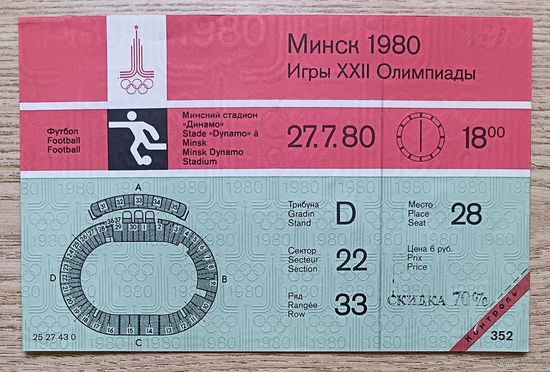 Минск 1980
Игры XXII Олимпиады
Футбол
Football
Football
Минский стадион
«Динамо»
Stade "Dynamo" à
Minsk
Minsk Dynamo
Stadium
27.7.80
18⁰⁰
A
B
C
D
Трибуна
Gradin
Stand
D
Место
Place
Seat
28
Сектор
Secteur
Section
22
Цена 6 руб.
Prix
Price
Ряд
Rangée
Row
33
СКИДКА 70%
Контроль
25 27 43 0
352